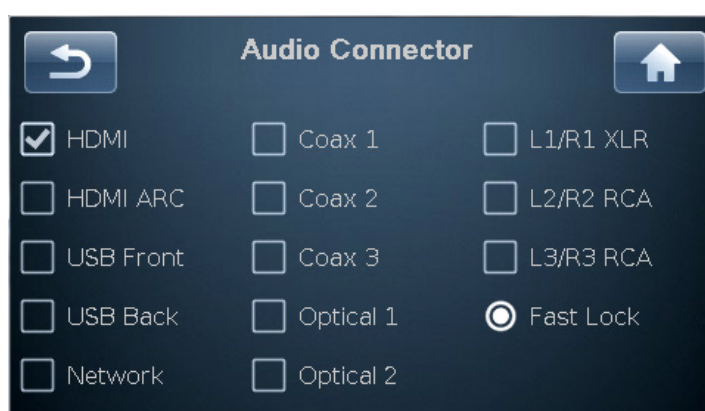 Audio Connector
HDMI
Coax 1
L1/R1 XLR
HDMI ARC
Coax 2
L2/R2 RCA
USB Front
Coax 3
L3/R3 RCA
USB Back
Optical 1
Fast Lock
Network
Optical 2